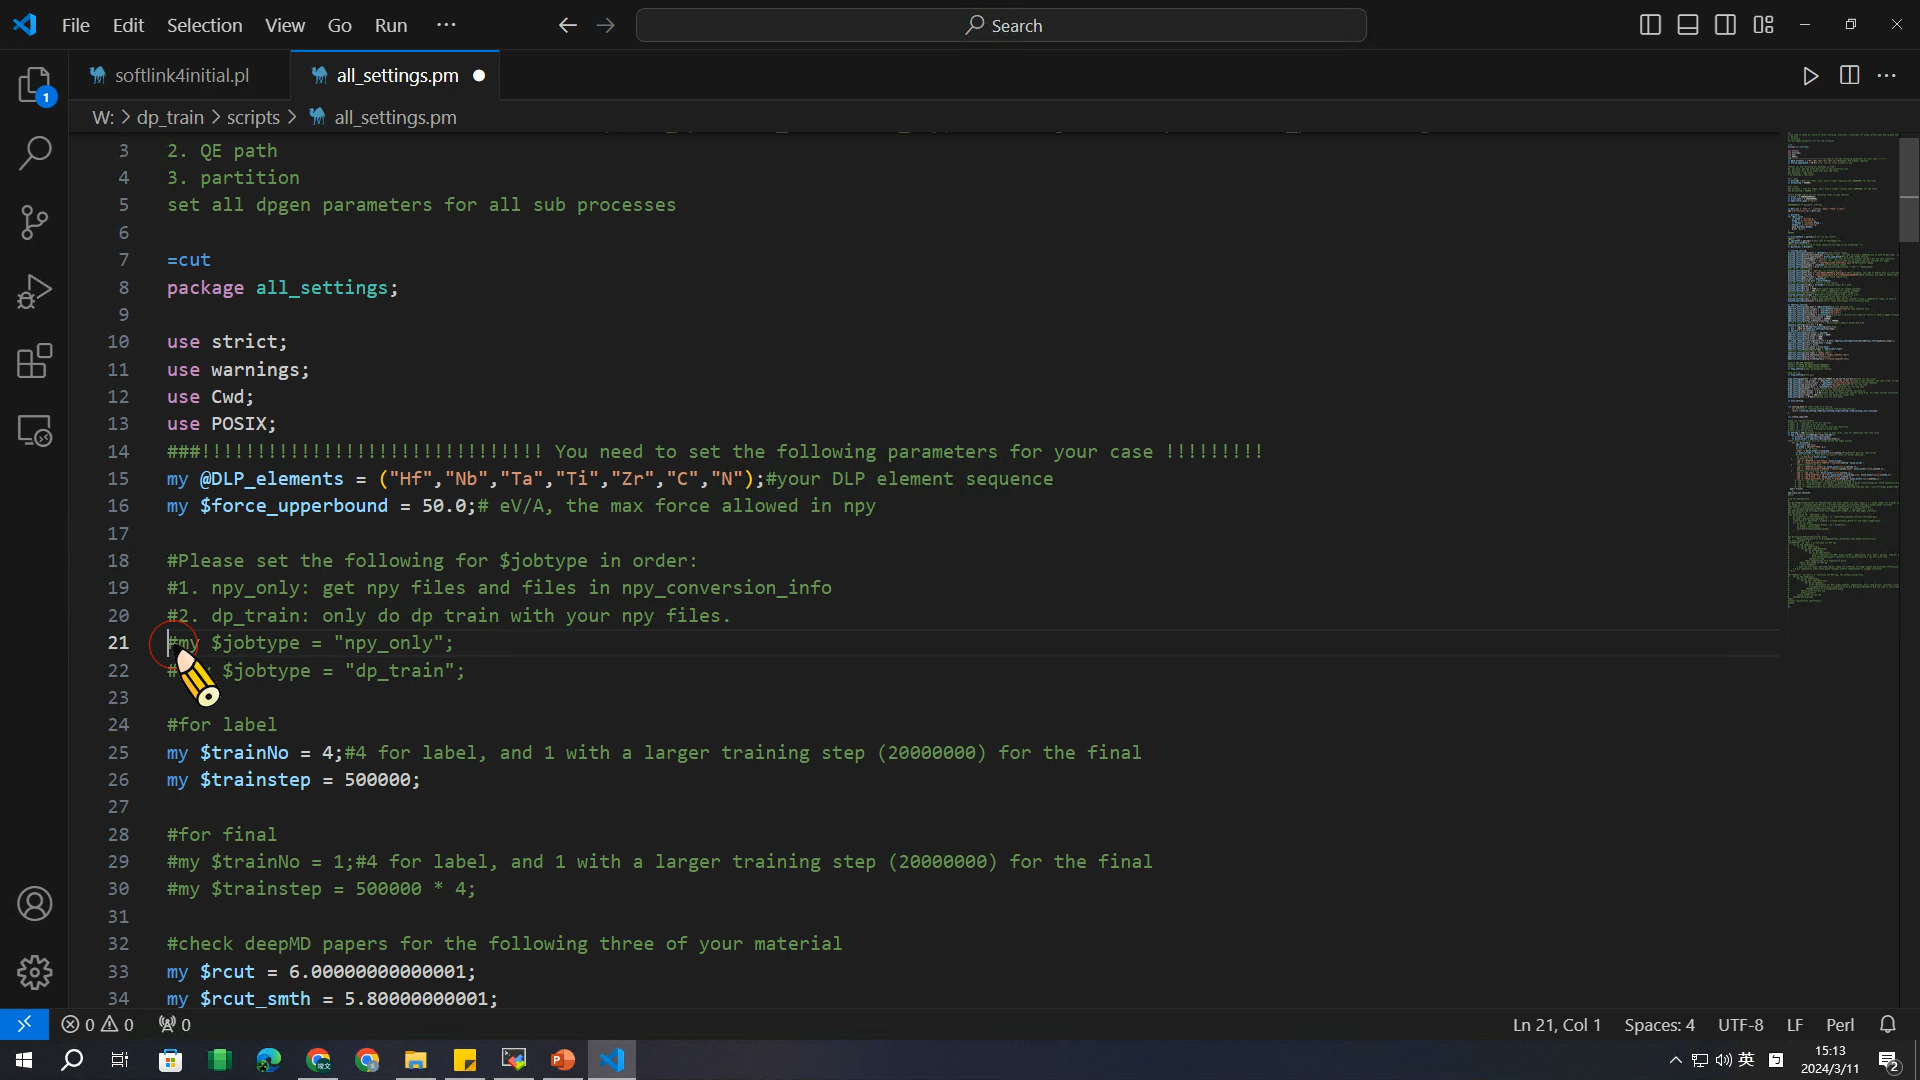 File Edit Selection View Go Run ··· Search
softlink4initial.pl all_settings.pm
W: > dp_train > scripts > all_settings.pm
3 2. QE path
4 3. partition
5 set all dpgen parameters for all sub processes
6
7 =cut
8 package all_settings;
9
10 use strict;
11 use warnings;
12 use Cwd;
13 use POSIX;
14 ###!!!!!!!!!!!!!!!!!!!!!!!!!!!!!!! You need to set the following parameters for your case !!!!!!!!!
15 my @DLP_elements = ("Hf","Nb","Ta","Ti","Zr","C","N");#your DLP element sequence
16 my $force_upperbound = 50.0;# eV/A, the max force allowed in npy
17
18 #Please set the following for $jobtype in order:
19 #1. npy_only: get npy files and files in npy_conversion_info
20 #2. dp_train: only do dp train with your npy files.
21 #my $jobtype = "npy_only";
22 # $jobtype = "dp_train";
23
24 #for label
25 my $trainNo = 4;#4 for label, and 1 with a larger training step (20000000) for the final
26 my $trainstep = 500000;
27
28 #for final
29 #my $trainNo = 1;#4 for label, and 1 with a larger training step (20000000) for the final
30 #my $trainstep = 500000 * 4;
31
32 #check deepMD papers for the following three of your material
33 my $rcut = 6.00000000000001;
34 my $rcut_smth = 5.80000000001;
1
0 0 0 Ln 21, Col 1 Spaces: 4 UTF-8 LF Perl
英 15:13
2024/3/11 2